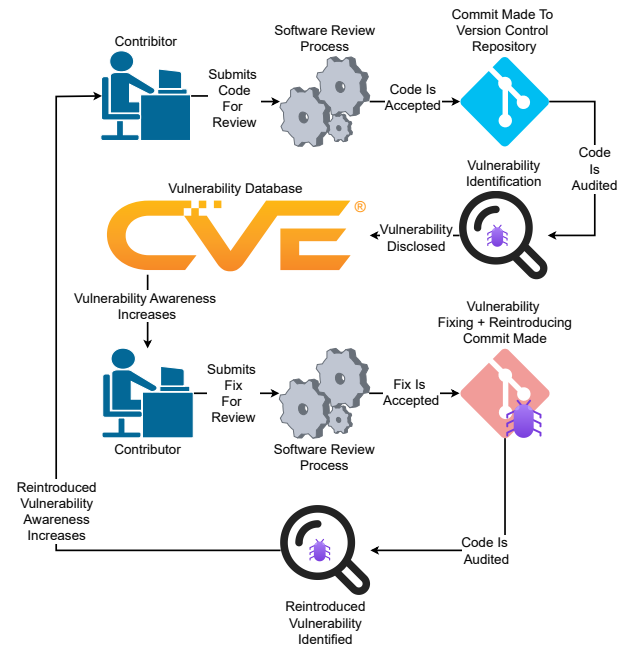 Contribitor
Submits
Code
For
Review
Software Review
Process
Code Is
Accepted
Commit Made To
Version Control
Repository
Code
Is
Audited
Vulnerability
Identification
Vulnerability
Disclosed
Vulnerability Database
CVE®
Vulnerability Awareness
Increases
Contributor
Submits
Fix
For
Review
Software Review
Process
Fix Is
Accepted
Vulnerability
Fixing + Reintroducing
Commit Made
Code Is
Audited
Reintroduced
Vulnerability
Identified
Reintroduced
Vulnerability
Awareness
Increases